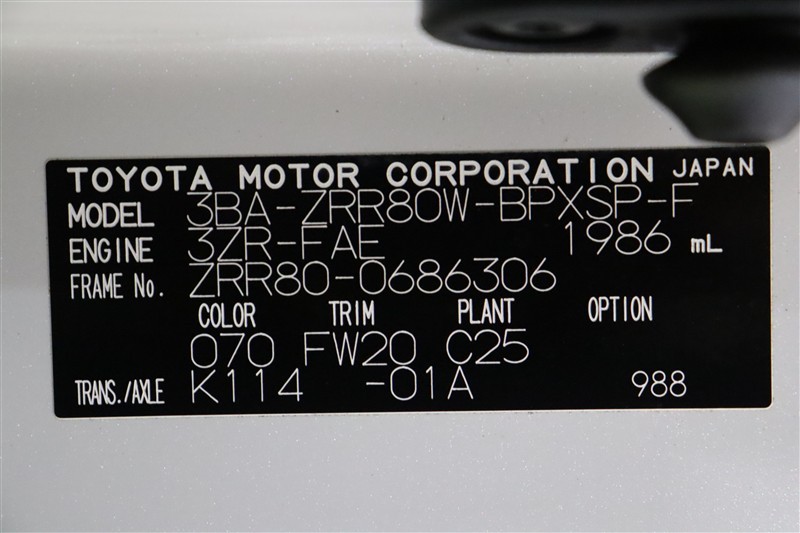 TOYOTA MOTOR CORPORATION JAPAN
MODEL 3BA-ZRR80W-BPXSP-F
ENGINE 3ZR-FAE 1986 mL
FRAME No. ZRR80-0686306
COLOR TRIM PLANT OPTION
070 FW20 C25
TRANS./AXLE K114 -01A 988